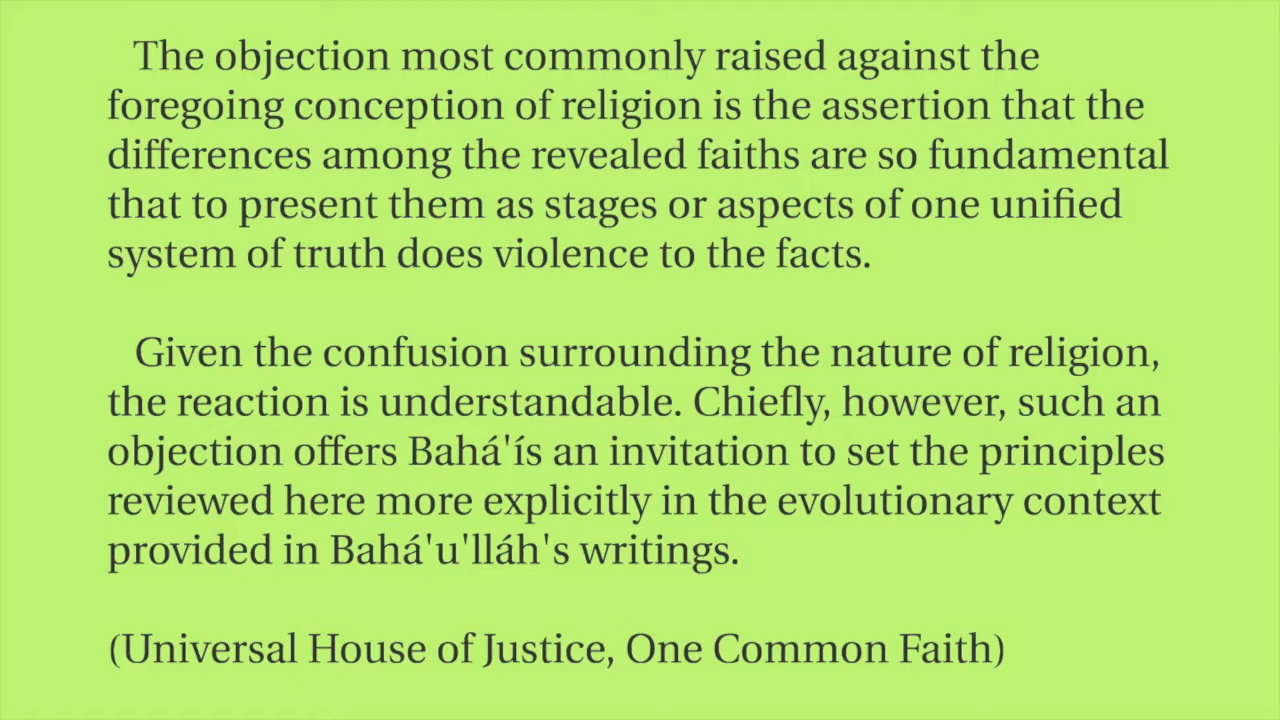 The objection most commonly raised against the
foregoing conception of religion is the assertion that the
differences among the revealed faiths are so fundamental
that to present them as stages or aspects of one unified
system of truth does violence to the facts.
Given the confusion surrounding the nature of religion,
the reaction is understandable. Chiefly, however, such an
objection offers Bahá'ís an invitation to set the principles
reviewed here more explicitly in the evolutionary context
provided in Bahá'u'lláh's writings.
(Universal House of Justice, One Common Faith)